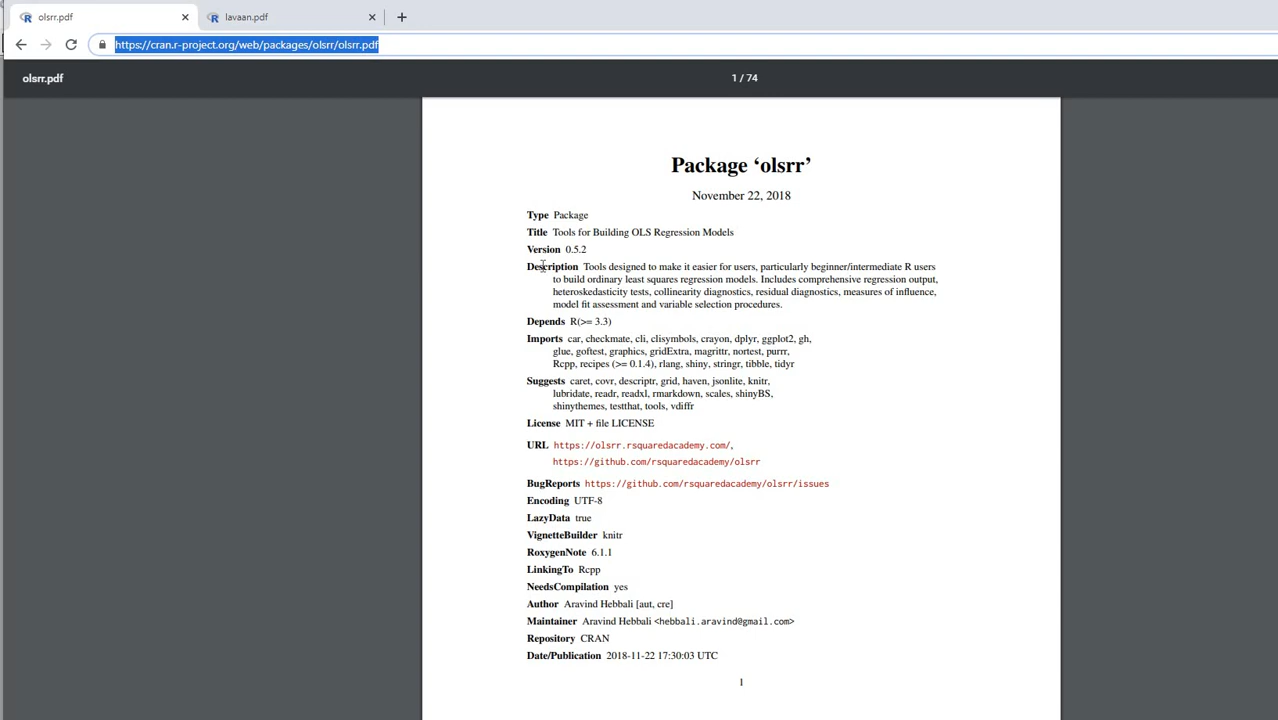 olsrr.pdf
lavaan.pdf
https://cran.r-project.org/web/packages/olsrr/olsrr.pdf
olsrr.pdf
1 / 74
Package ‘olsrr’
November 22, 2018
Type Package
Title Tools for Building OLS Regression Models
Version 0.5.2
Description Tools designed to make it easier for users, particularly beginner/intermediate R users
to build ordinary least squares regression models. Includes comprehensive regression output,
heteroskedasticity tests, collinearity diagnostics, residual diagnostics, measures of influence,
model fit assessment and variable selection procedures.
Depends R(>= 3.3)
Imports car, checkmate, cli, clisymbols, crayon, dplyr, ggplot2, gh,
glue, goftest, graphics, gridExtra, magrittr, nortest, purrr,
Rcpp, recipes (>= 0.1.4), rlang, shiny, stringr, tibble, tidyr
Suggests caret, covr, descriptr, grid, haven, jsonlite, knitr,
lubridate, readr, readxl, rmarkdown, scales, shinyBS,
shinythemes, testthat, tools, vdiffr
License MIT + file LICENSE
URL https://olsrr.rsquaredacademy.com/,
https://github.com/rsquaredacademy/olsrr
BugReports https://github.com/rsquaredacademy/olsrr/issues
Encoding UTF-8
LazyData true
VignetteBuilder knitr
RoxygenNote 6.1.1
LinkingTo Rcpp
NeedsCompilation yes
Author Aravind Hebbali [aut, cre]
Maintainer Aravind Hebbali <hebbali.aravind@gmail.com>
Repository CRAN
Date/Publication 2018-11-22 17:30:03 UTC
1